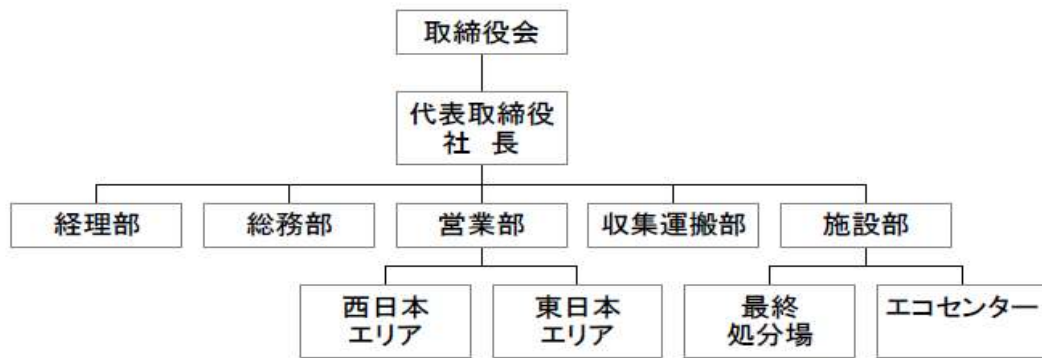 取締役会
代表取締役
社　長
経理部
総務部
営業部
収集運搬部
施設部
西日本
エリア
東日本
エリア
最終
処分場
エコセンター